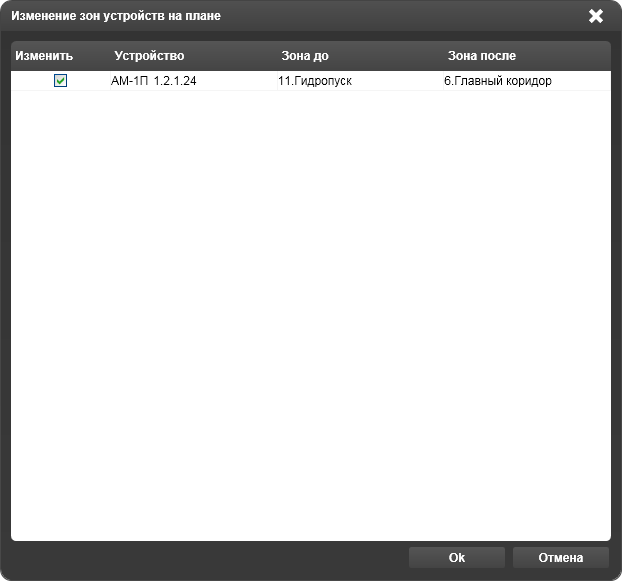 Изменение зон устройств на плане
Изменить Устройство Зона до Зона после
АМ-1П 1.2.1.24 11.Гидропуск 6.Главный коридор
Ok Отмена